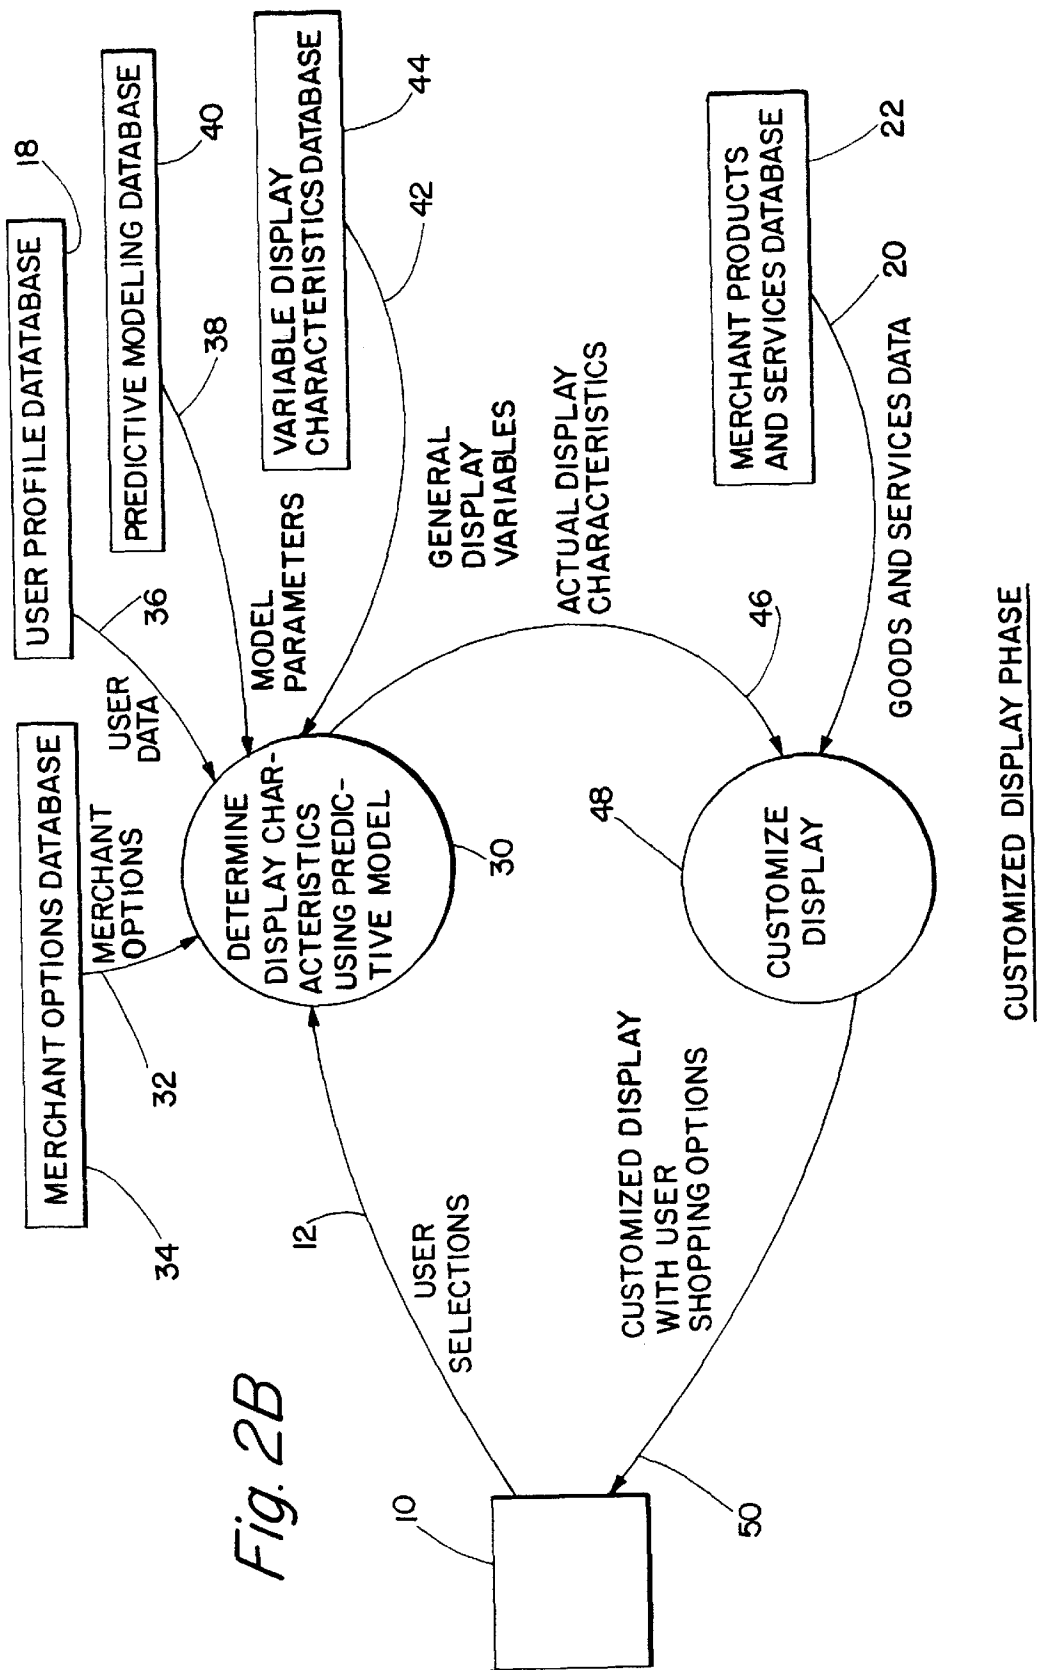 MERCHANT OPTIONS DATABASE
34
32
MERCHANT
OPTIONS
USER PROFILE DATATABASE
18
36
USER
DATA
PREDICTIVE MODELING DATABASE
40
38
MODEL
PARAMETERS
VARIABLE DISPLAY
CHARACTERISTICS DATABASE
44
42
GENERAL
DISPLAY
VARIABLES
DETERMINE
DISPLAY CHAR-
ACTERISTICS
USING PREDIC-
TIVE MODEL
30
12
USER
SELECTIONS
Fig. 2B
10
ACTUAL DISPLAY
CHARACTERISTICS
46
MERCHANT PRODUCTS
AND SERVICES DATABASE
22
20
GOODS AND SERVICES DATA
48
CUSTOMIZE
DISPLAY
CUSTOMIZED DISPLAY
WITH USER
SHOPPING OPTIONS
50
CUSTOMIZED DISPLAY PHASE